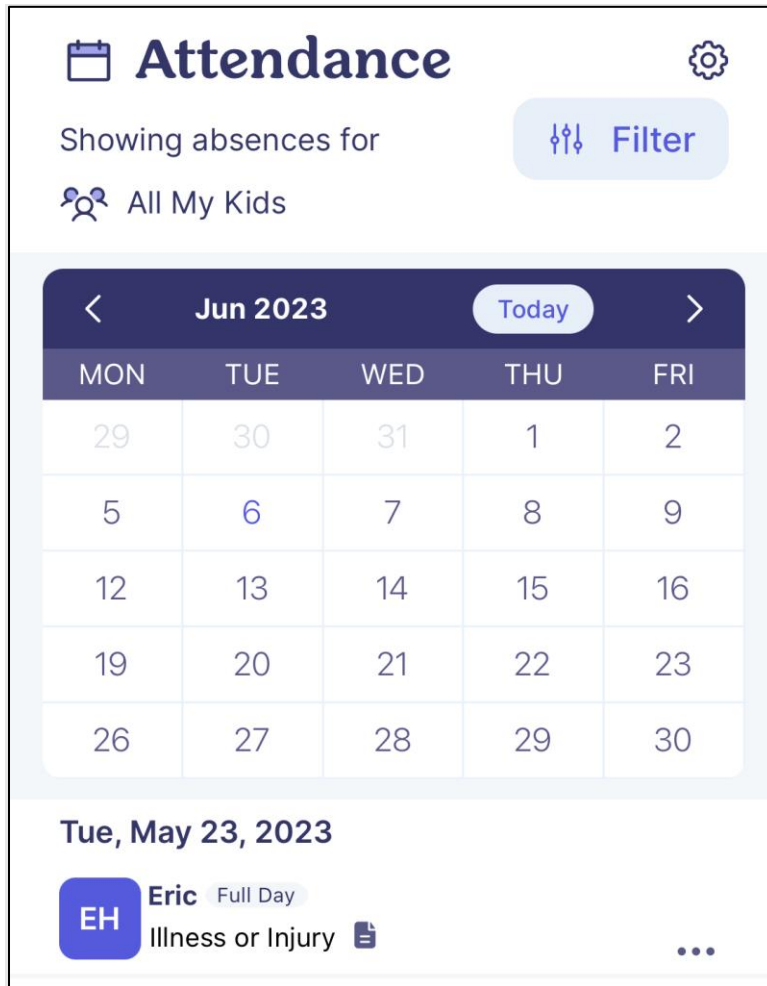 Attendance
Showing absences for
Filter
All My Kids
Jun 2023 Today
MON TUE WED THU FRI
29 30 31 1 2
5 6 7 8 9
12 13 14 15 16
19 20 21 22 23
26 27 28 29 30
Tue, May 23, 2023
EH
Eric Full Day
Illness or Injury